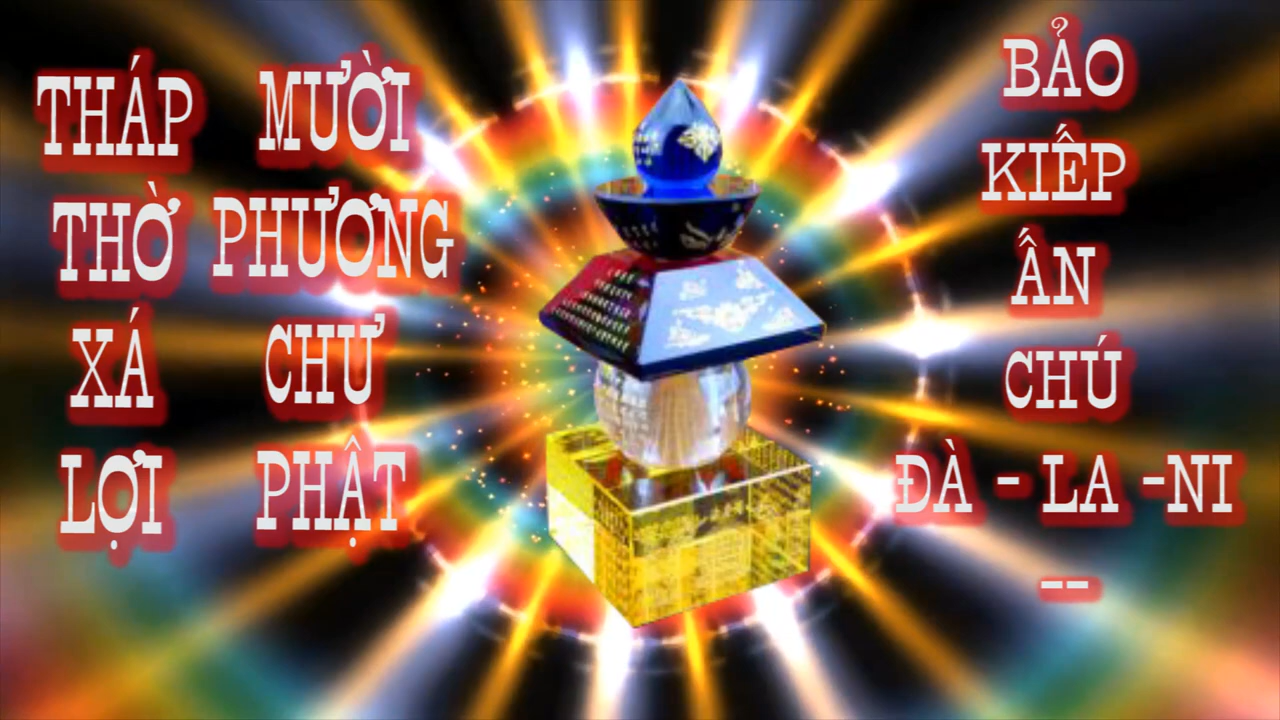 THÁP
THỜ
XÁ
LỢI
MƯỜI
PHƯƠNG
CHƯ
PHẬT
BẢO
KIẾP
ẤN
CHÚ
ĐÀ - LA -NI
--